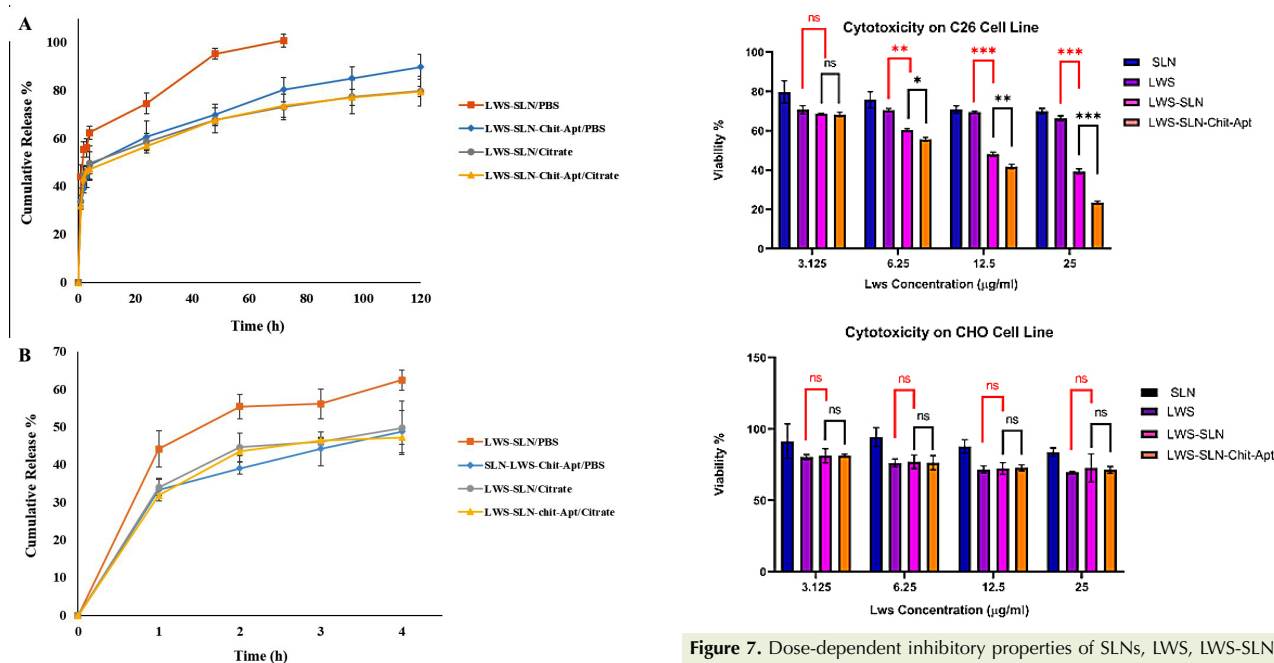 A
100
80
60
40
20
0
0 20 40 60 80 100 120
Cumulative Release %
Time (h)
LWS-SLN/PBS
LWS-SLN-Chit-Apt/PBS
LWS-SLN/Citrate
LWS-SLN-Chit-Apt/Citrate
B
70
60
50
40
30
20
10
0
0 1 2 3 4
Cumulative Release %
Time (h)
LWS-SLN/PBS
SLN-LWS-Chit-Apt/PBS
LWS-SLN/Citrate
LWS-SLN-chit-Apt/Citrate
Cytotoxicity on C26 Cell Line
100
80
60
40
20
0
Viability %
ns
ns
**
*
***
**
***
***
3.125 6.25 12.5 25
Lws Concentration (μg/ml)
SLN
LWS
LWS-SLN
LWS-SLN-Chit-Apt
Cytotoxicity on CHO Cell Line
150
100
50
0
Viability %
ns
ns
ns
ns
ns
ns
ns
ns
3.125 6.25 12.5 25
Lws Concentration (μg/ml)
SLN
LWS
LWS-SLN
LWS-SLN-Chit-Apt
Figure 7. Dose-dependent inhibitory properties of SLNs, LWS, LWS-SLN